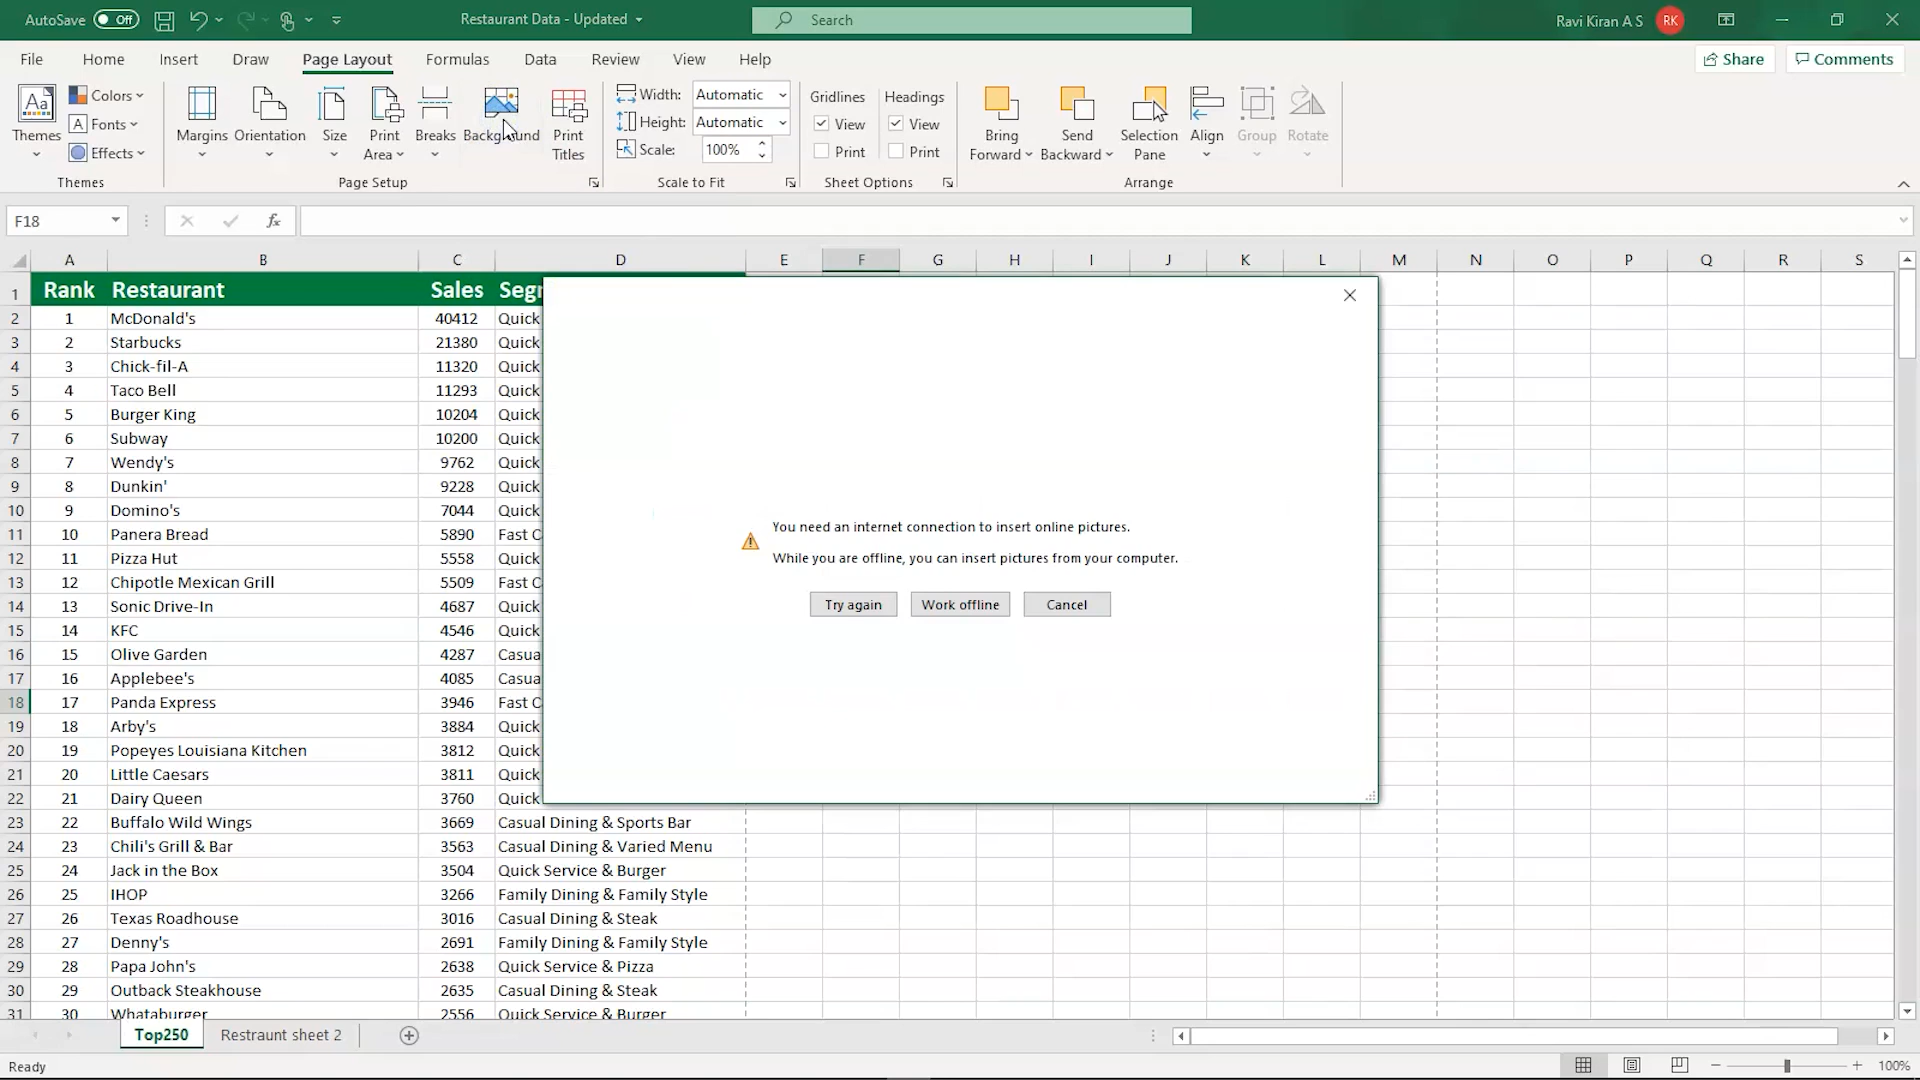 AutoSave Off Restaurant Data - Updated Search Ravi Kiran A S RK
File Home Insert Draw Page Layout Formulas Data Review View Help Share Comments
Themes Colors Fonts Effects Themes
Margins Orientation Size Print Area Breaks Background Print Titles Page Setup
Width: Automatic
Height: Automatic
Scale: 100%
Scale to Fit
Gridlines Headings
View View
Print Print
Sheet Options
Bring Forward Send Backward Selection Pane Align Group Rotate Arrange
F18 fx
A B C D E F G H I J K L M N O P Q R S
1 Rank Restaurant Sales Segm
2 1 McDonald's 40412 Quick
3 2 Starbucks 21380 Quick
4 3 Chick-fil-A 11320 Quick
5 4 Taco Bell 11293 Quick
6 5 Burger King 10204 Quick
7 6 Subway 10200 Quick
8 7 Wendy's 9762 Quick
9 8 Dunkin' 9228 Quick
10 9 Domino's 7044 Quick
11 10 Panera Bread 5890 Fast C
12 11 Pizza Hut 5558 Quick
13 12 Chipotle Mexican Grill 5509 Fast C
14 13 Sonic Drive-In 4687 Quick
15 14 KFC 4546 Quick
16 15 Olive Garden 4287 Casua
17 16 Applebee's 4085 Casua
18 17 Panda Express 3946 Fast C
19 18 Arby's 3884 Quick
20 19 Popeyes Louisiana Kitchen 3812 Quick
21 20 Little Caesars 3811 Quick
22 21 Dairy Queen 3760 Quick
23 22 Buffalo Wild Wings 3669 Casual Dining & Sports Bar
24 23 Chili's Grill & Bar 3563 Casual Dining & Varied Menu
25 24 Jack in the Box 3504 Quick Service & Burger
26 25 IHOP 3266 Family Dining & Family Style
27 26 Texas Roadhouse 3016 Casual Dining & Steak
28 27 Denny's 2691 Family Dining & Family Style
29 28 Papa John's 2638 Quick Service & Pizza
30 29 Outback Steakhouse 2635 Casual Dining & Steak
31 30 Whataburger 2556 Quick Service & Burger
You need an internet connection to insert online pictures.
While you are offline, you can insert pictures from your computer.
Try again Work offline Cancel
Top250 Restraunt sheet 2
Ready 100%